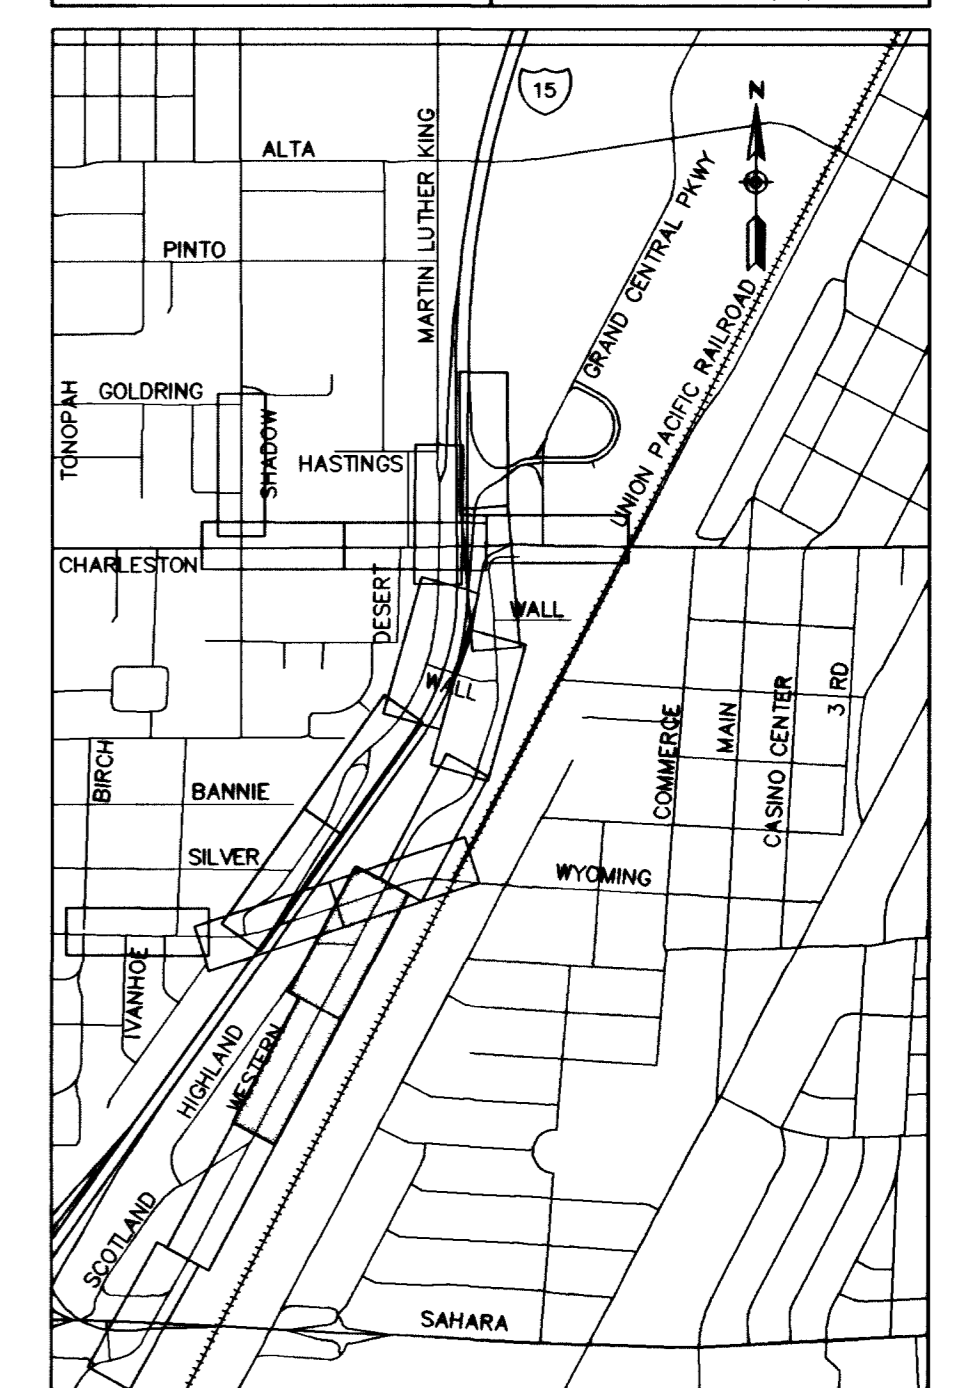 15
N
ALTA
MARTIN LUTHER KING
GRAND CENTRAL PKWY
PINTO
UNION PACIFIC RAILROAD
TONOPAH
GOLDRING
SHADOW
HASTINGS
CHARLESTON
DESERT
WALL
WALL
COMMERCE
MAIN
CASINO CENTER
3 RD
BIRCH
BANNIE
SILVER
WYOMING
IVANHOE
HIGHLAND
WESTERN
SCOTLAND
SAHARA